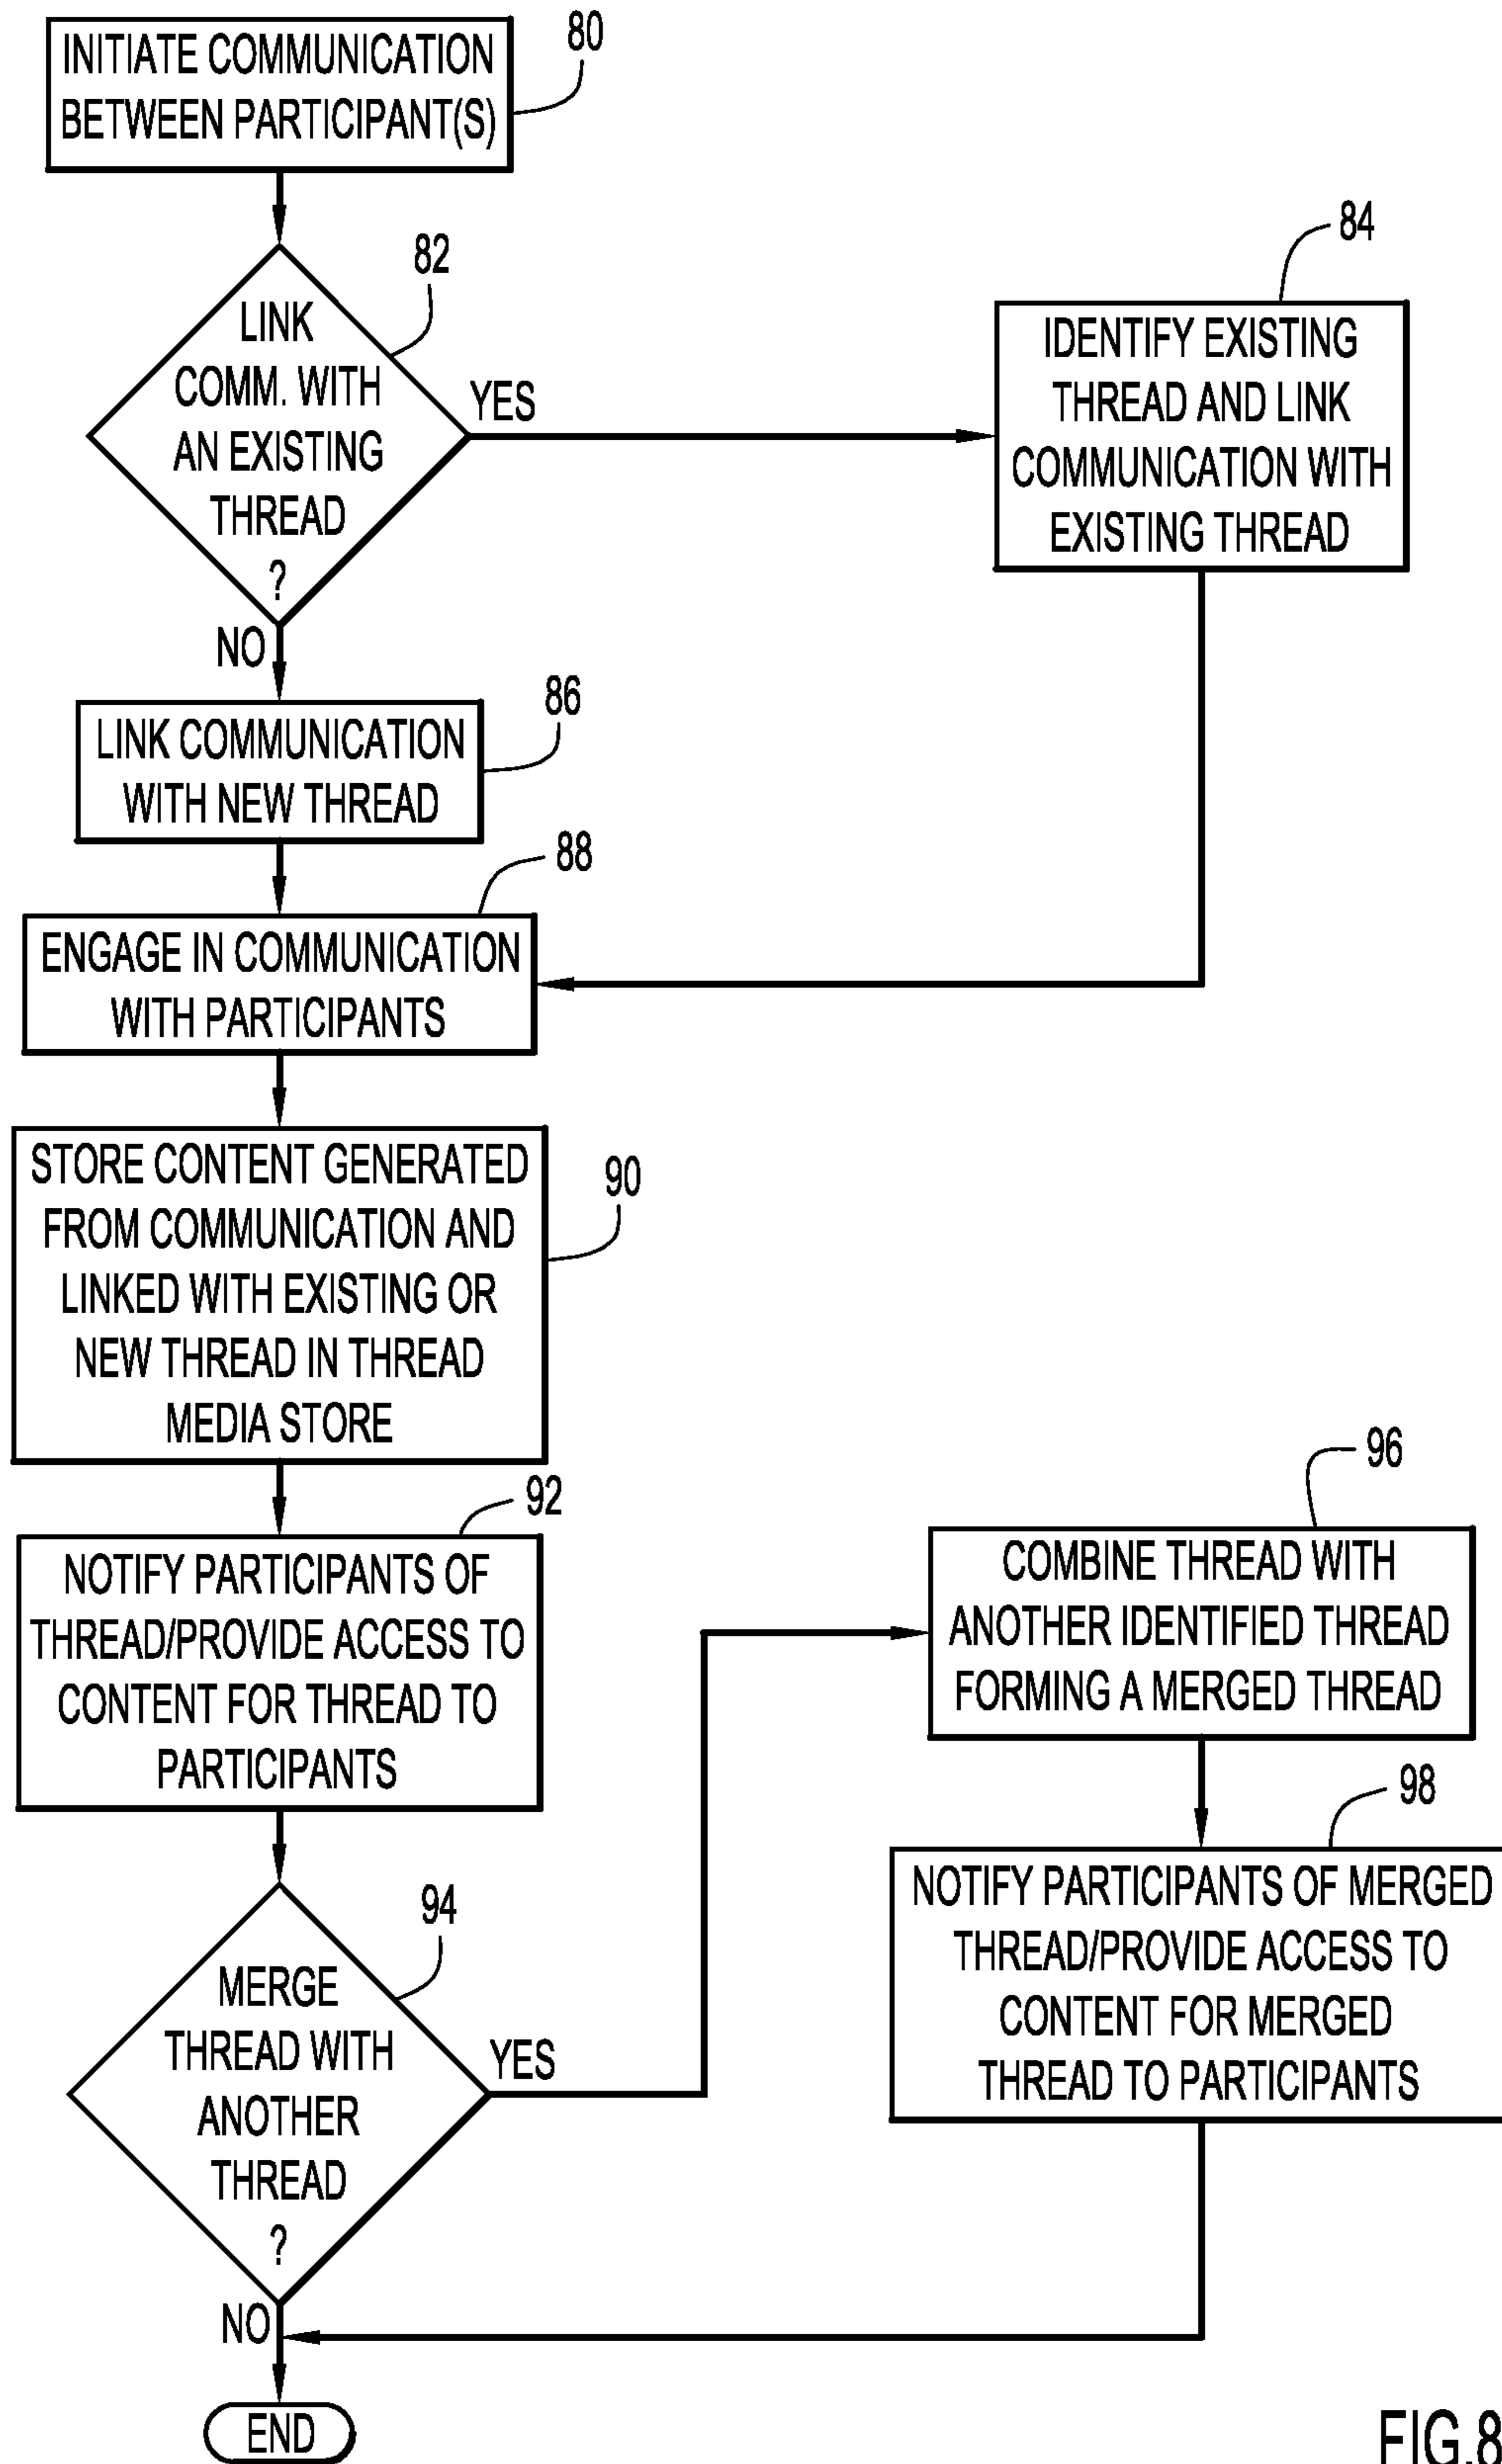 INITIATE COMMUNICATION
BETWEEN PARTICIPANT(S)
80
LINK
COMM. WITH
AN EXISTING
THREAD
?
82
YES
NO
84
IDENTIFY EXISTING
THREAD AND LINK
COMMUNICATION WITH
EXISTING THREAD
86
LINK COMMUNICATION
WITH NEW THREAD
88
ENGAGE IN COMMUNICATION
WITH PARTICIPANTS
90
STORE CONTENT GENERATED
FROM COMMUNICATION AND
LINKED WITH EXISTING OR
NEW THREAD IN THREAD
MEDIA STORE
92
NOTIFY PARTICIPANTS OF
THREAD/PROVIDE ACCESS TO
CONTENT FOR THREAD TO
PARTICIPANTS
94
MERGE
THREAD WITH
ANOTHER
THREAD
?
YES
NO
96
COMBINE THREAD WITH
ANOTHER IDENTIFIED THREAD
FORMING A MERGED THREAD
98
NOTIFY PARTICIPANTS OF MERGED
THREAD/PROVIDE ACCESS TO
CONTENT FOR MERGED
THREAD TO PARTICIPANTS
END
FIG.8